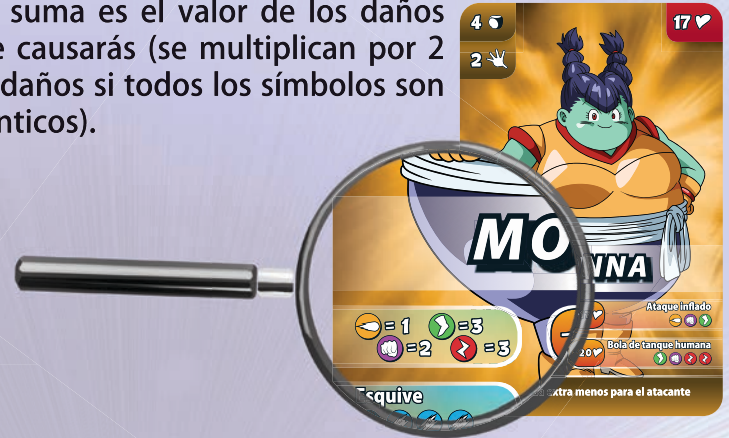 suma es el valor de los daños
causarás (se multiplican por 2
daños si todos los símbolos son
4
17
2
MO
NNA
= 1 = 3
= 2 = 3
Ataque inflado
Bola de tanque humana
20
Esquive
extra menos para el atacante